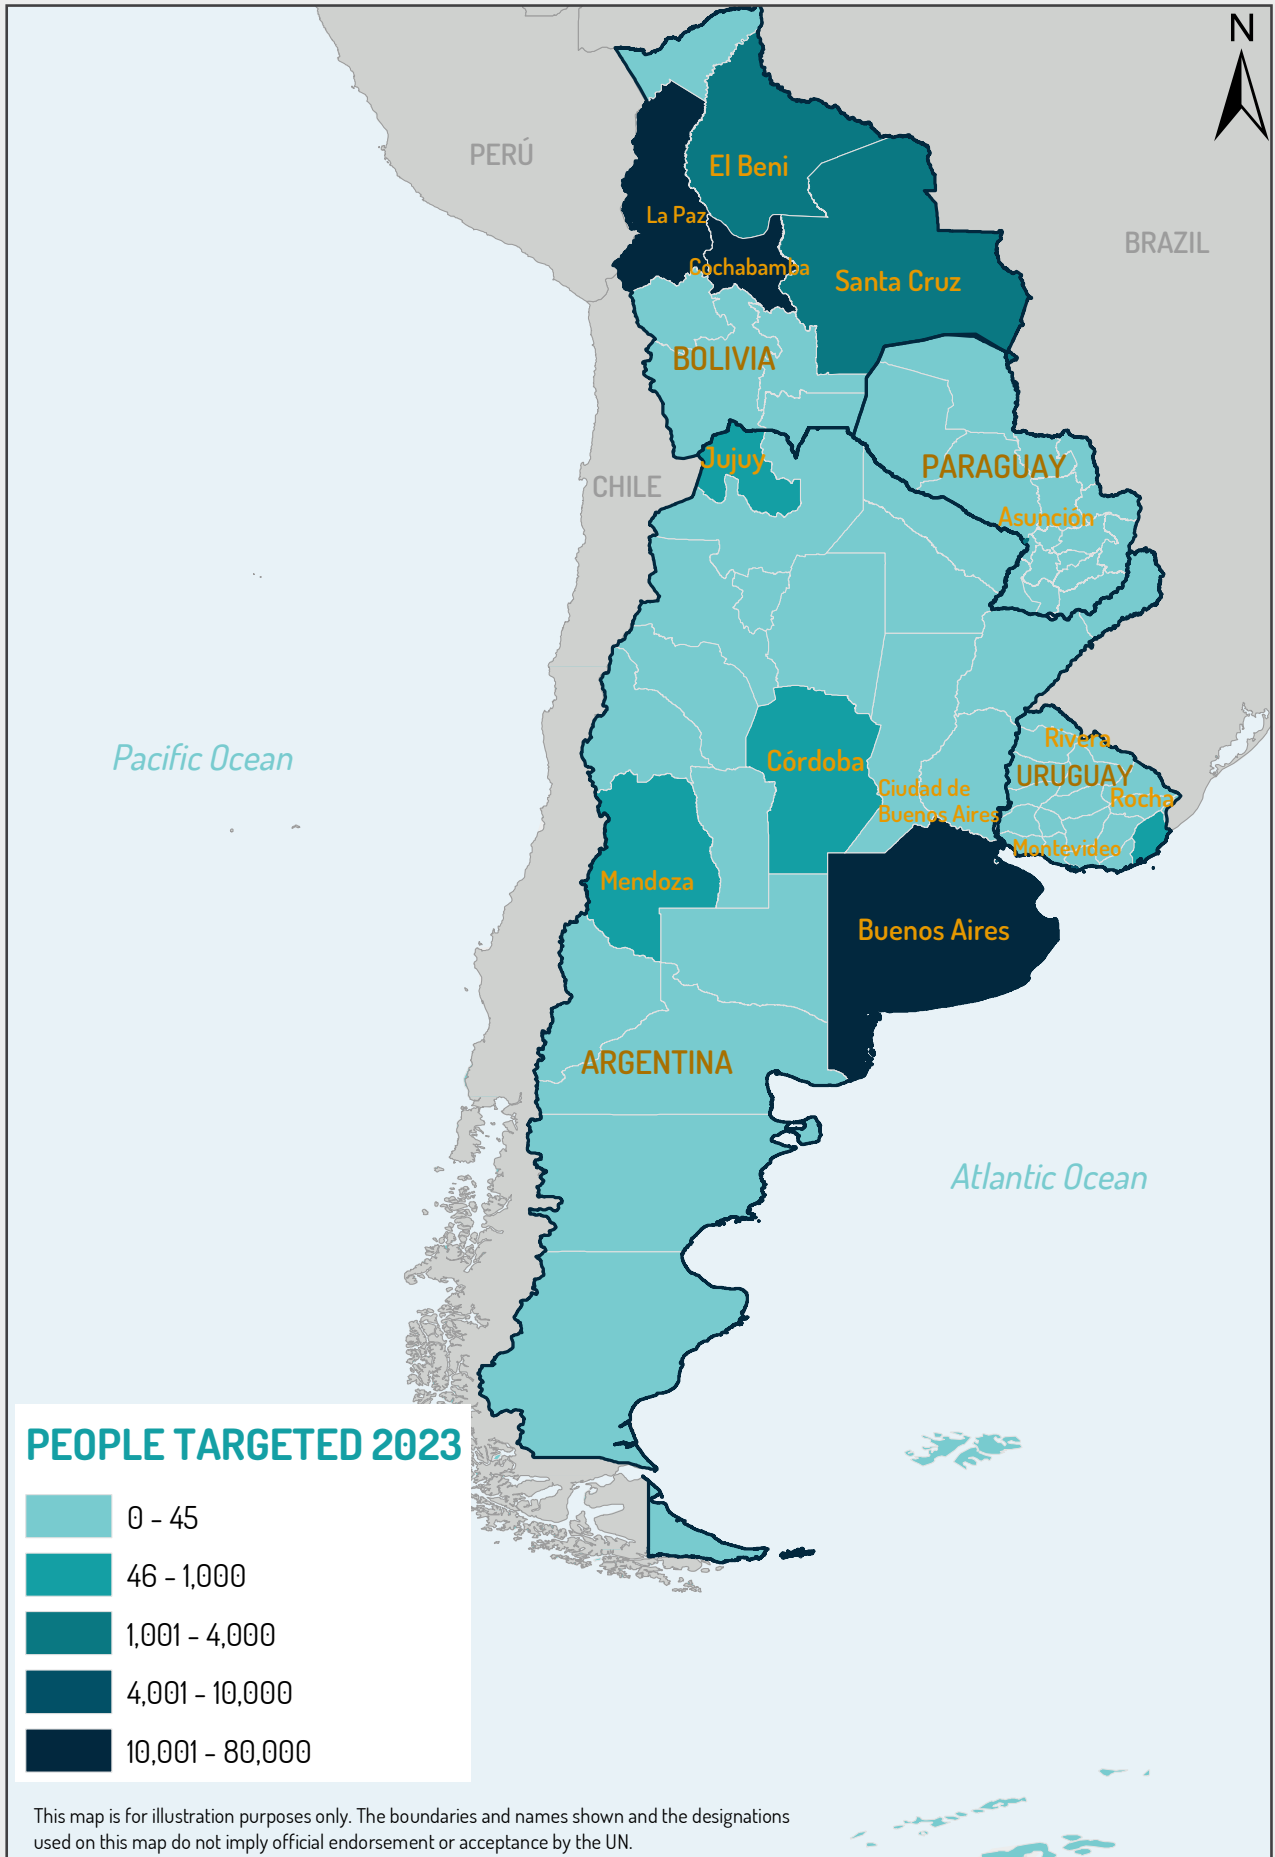 N
PERÚ
El Beni
La Paz
BRAZIL
Cochabamba
Santa Cruz
BOLIVIA
Jujuy
PARAGUAY
CHILE
Asunción
Rivera
Pacific Ocean
Córdoba
URUGUAY
Ciudad de
Buenos Aires
Rocha
Montevideo
Mendoza
Buenos Aires
ARGENTINA
Atlantic Ocean
PEOPLE TARGETED 2023
0 - 45
46 - 1,000
1,001 - 4,000
4,001 - 10,000
10,001 - 80,000
This map is for illustration purposes only. The boundaries and names shown and the designations
used on this map do not imply official endorsement or acceptance by the UN.